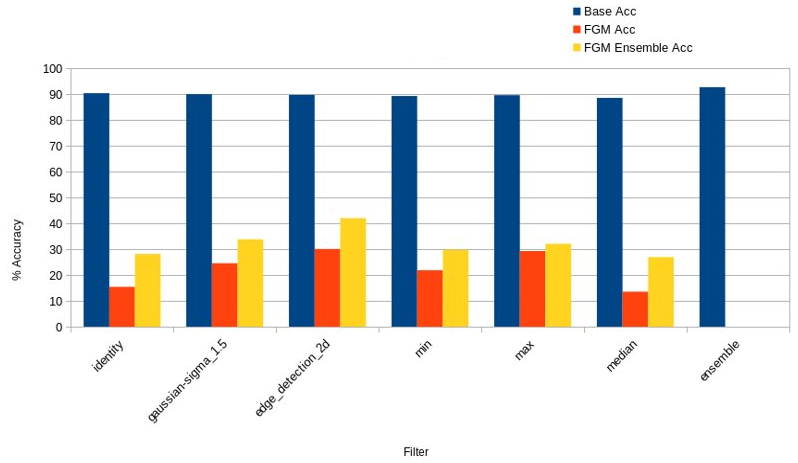 Base Acc
FGM Acc
FGM Ensemble Acc
100
90
80
70
60
50
40
30
20
10
0
% Accuracy
identity
gaussian-sigma_1.5
edge_detection_2d
min
max
median
ensemble
Filter